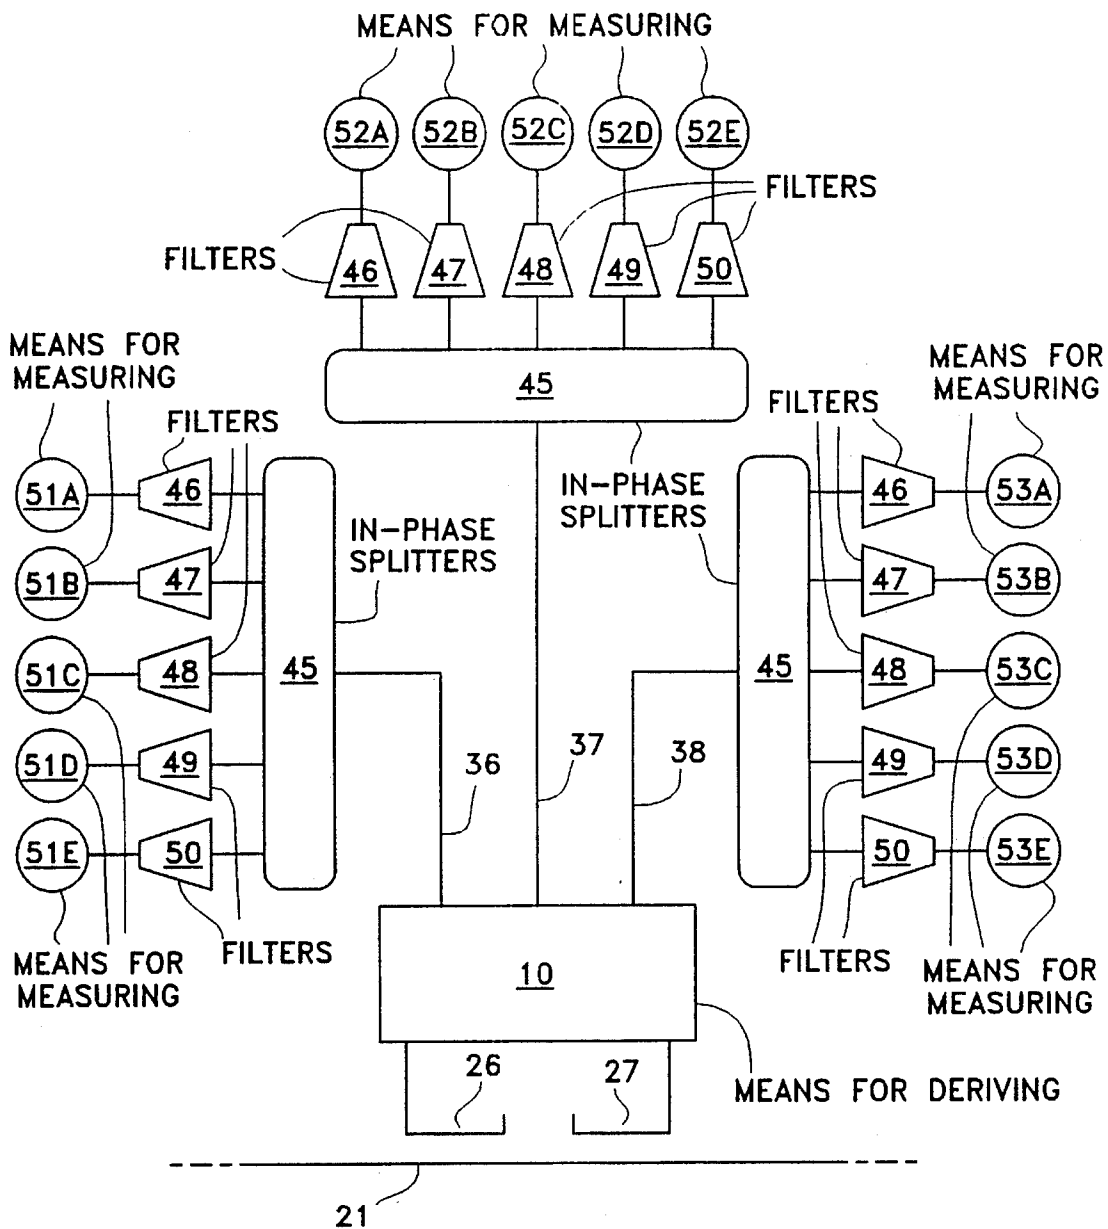 MEANS FOR MEASURING
52A 52B 52C 52D 52E
FILTERS
FILTERS
46 47 48 49 50
45
MEANS FOR
MEASURING
FILTERS
IN-PHASE
SPLITTERS
IN-PHASE
SPLITTERS
FILTERS
MEANS FOR
MEASURING
51A 46
51B 47
51C 48
51D 49
51E 50
45
45
46 53A
47 53B
48 53C
49 53D
50 53E
36
37
38
FILTERS
MEANS FOR
MEASURING
FILTERS
MEANS FOR
MEASURING
10
26
27
MEANS FOR DERIVING
21